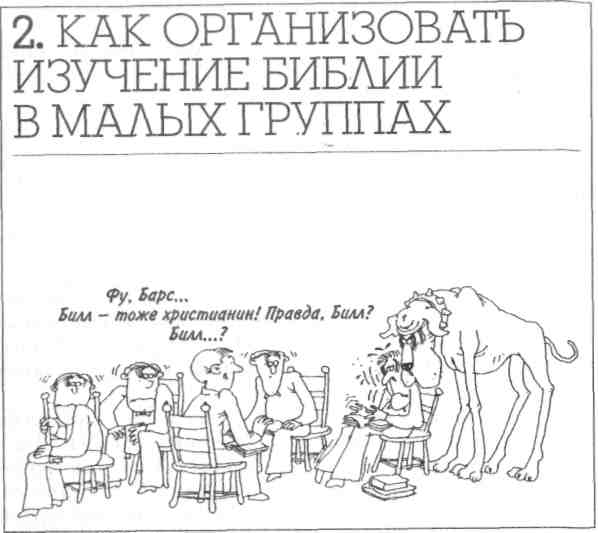 2. КАК ОРГАНИЗОВАТЬ
ИЗУЧЕНИЕ БИБЛИИ
В МАЛЫХ ГРУППАХ
Фу, Барс...
Билл – тоже христианин! Правда, Билл?
Билл...?